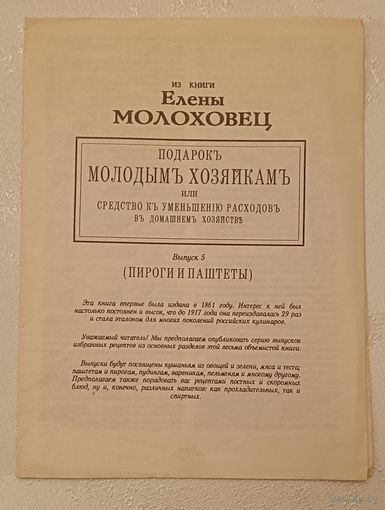 ИЗ КНИГИ
Елены
МОЛОХОВЕЦ
ПОДАРОКЪ
МОЛОДЫМЪ ХОЗЯЙКАМЪ
ИЛИ
СРЕДСТВО КЪ УМЕНЬШЕНІЮ РАСХОДОВЪ
ВЪ ДОМАШНЕМЪ ХОЗЯЙСТВѢ
Выпуск 5
(ПИРОГИ И ПАШТЕТЫ)
Эта книга впервые была издана в 1861 году. Интерес к ней был
настолько постоянен и высок, что до 1917 года она переиздавалась 29 раз
и стала эталоном для многих поколений российских кулинаров.
Уважаемый читатель! Мы предполагаем опубликовать серию выпусков
избранных рецептов из основных разделов этой весьма объемистой книги.
Выпуски будут посвящены кушаньям из овощей и зелени, мяса и теста;
паштетам и пирогам, пудингам, вареникам, пельменям и многому другому.
Предполагаем также порадовать вас рецептами постных и скоромных
блюд, ну и, конечно, различных напитков: как прохладительных, так и
спиртных.
ay.by